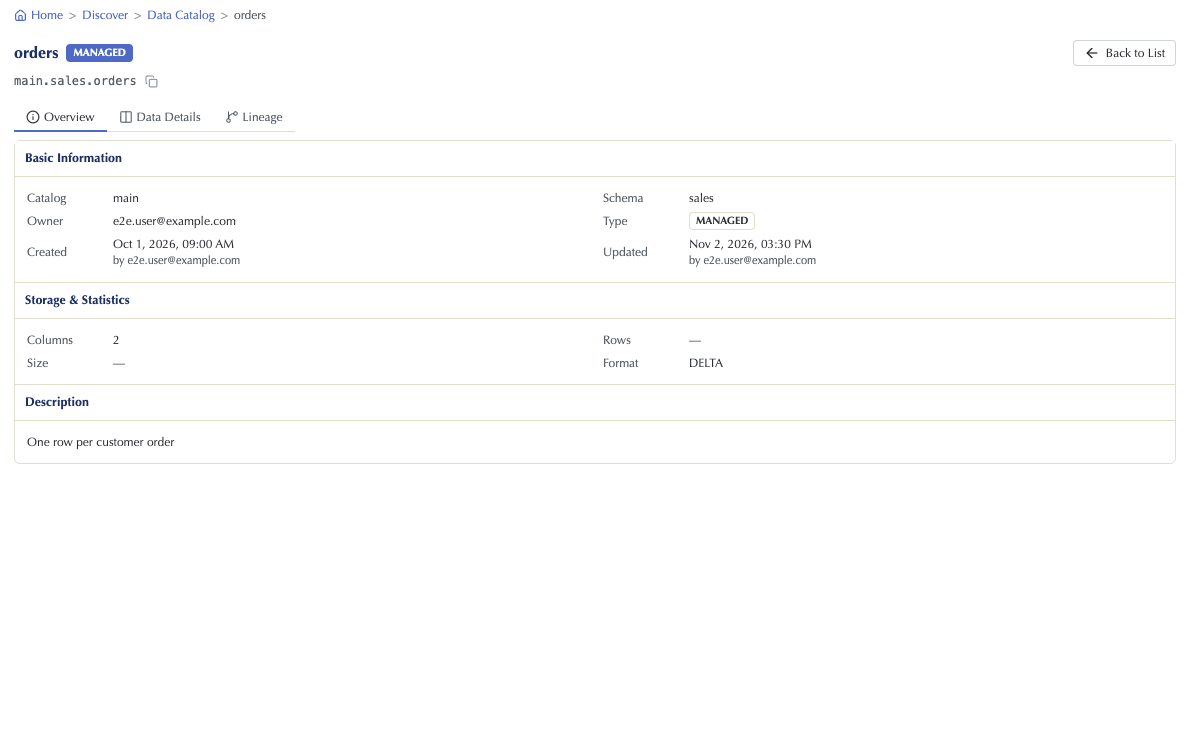 Home > Discover > Data Catalog > orders
orders MANAGED
Back to List
main.sales.orders
Overview Data Details Lineage
Basic Information
Catalog main Schema sales
Owner e2e.user@example.com Type MANAGED
Created Oct 1, 2026, 09:00 AM Updated Nov 2, 2026, 03:30 PM
by e2e.user@example.com by e2e.user@example.com
Storage & Statistics
Columns 2 Rows —
Size — Format DELTA
Description
One row per customer order